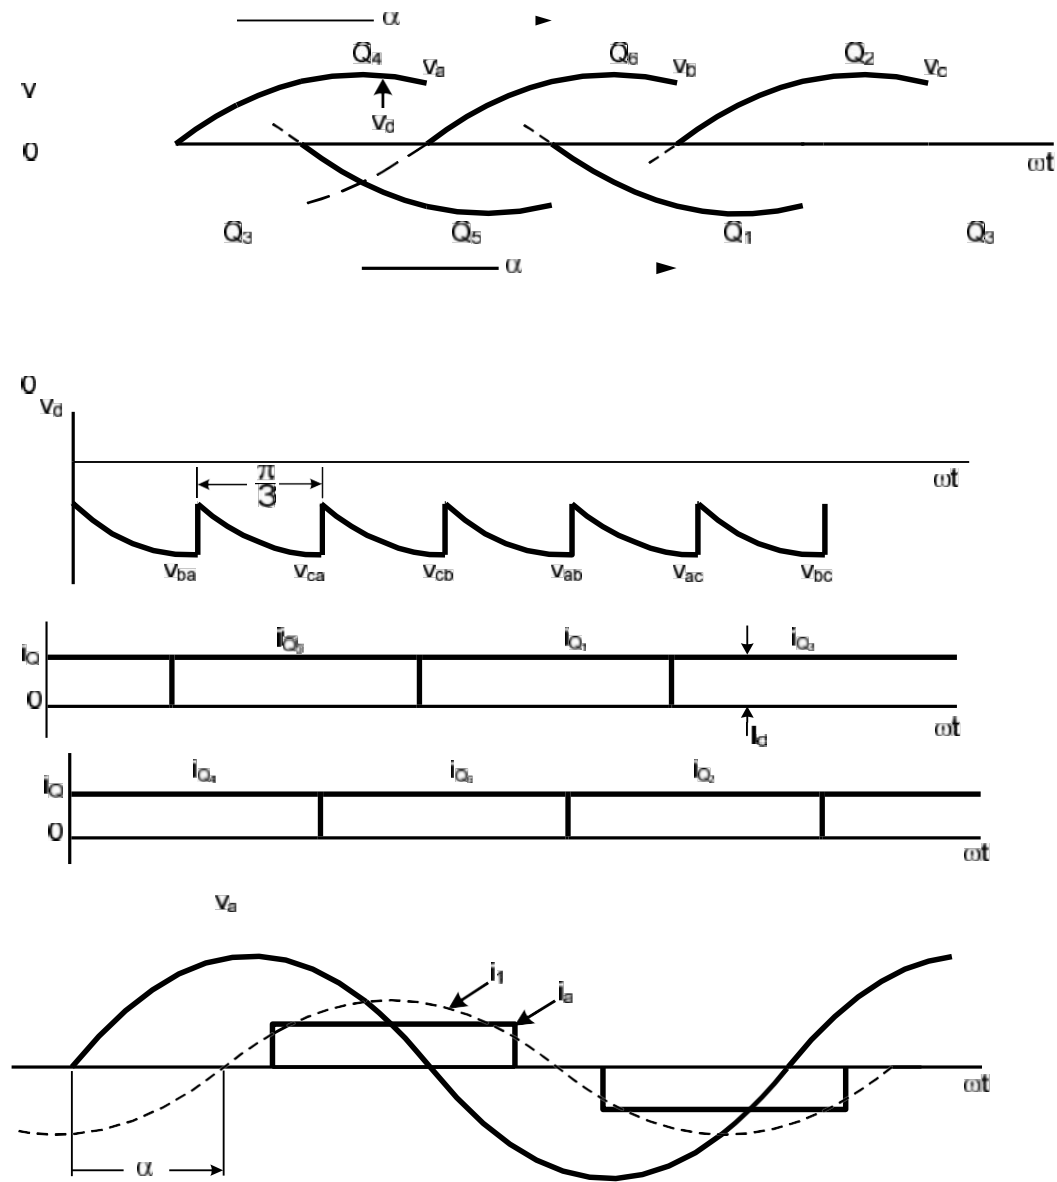 α
Q4 Q6 Q2
va vb vc
v
vd
0
ωt
Q3 Q5 Q1 Q3
α
0
vd
π
3
ωt
vba vca vcb vab vac vbc
iQ iQ1 iQ3
0
Id
ωt
iQ iQ4 iQ6 iQ2
0
ωt
va
i1
ia
ωt
α